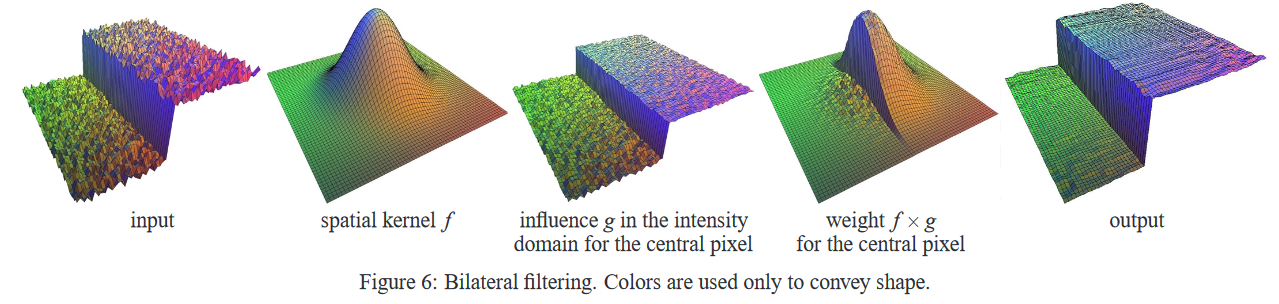 input
spatial kernel f
influence g in the intensity
domain for the central pixel
weight f × g
for the central pixel
output
Figure 6: Bilateral filtering. Colors are used only to convey shape.